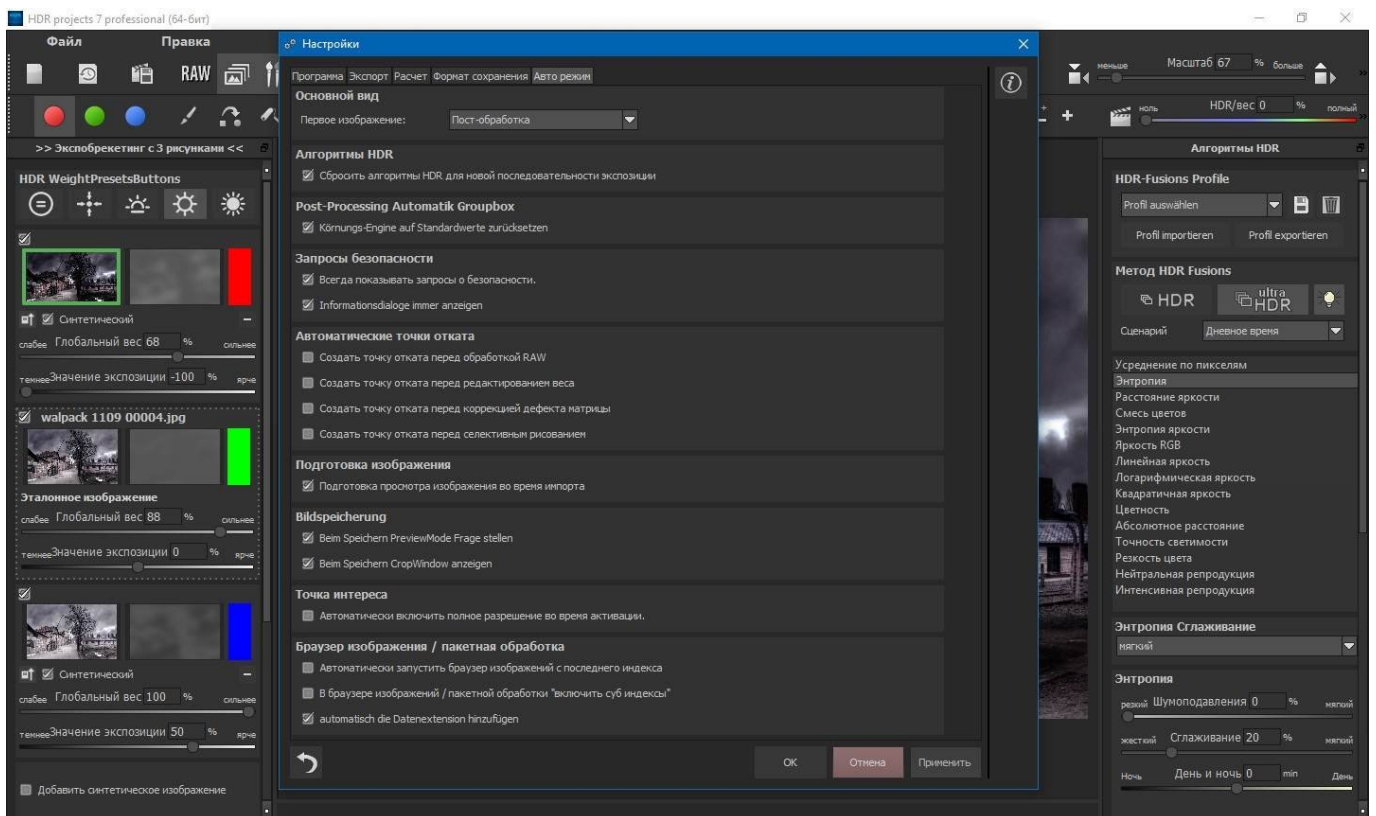 HDR projects 7 professional (64-бит)
Файл Правка
RAW
меньше Масштаб 67 % больше
ноль HDR/вес 0 % полный
>> Экспобрекетинг с 3 рисунками <<
HDR WeightPresetsButtons
Синтетический
слабее Глобальный вес 68 % сильнее
темнее Значение экспозиции -100 % ярче
walpack 1109 00004.jpg
Эталонное изображение
слабее Глобальный вес 88 % сильнее
темнее Значение экспозиции 0 % ярче
Синтетический
слабее Глобальный вес 100 % сильнее
темнее Значение экспозиции 50 % ярче
Добавить синтетическое изображение
Настройки
Програмна Экспорт Расчет Формат сохранения Авто режим
Основной вид
Первое изображение: Пост-обработка
Алгоритмы HDR
Сбросить алгоритмы HDR для новой последовательности экспозиции
Post-Processing Automatik Groupbox
Körnungs-Engine auf Standardwerte zurücksetzen
Запросы безопасности
Всегда показывать запросы о безопасности.
Informationsdialoge immer anzeigen
Автоматические точки отката
Создать точку отката перед обработкой RAW
Создать точку отката перед редактированием веса
Создать точку отката перед коррекцией дефекта матрицы
Создать точку отката перед селективным рисованием
Подготовка изображения
Подготовка просмотра изображения во время импорта
Bildspeicherung
Beim Speichern PreviewMode Frage stellen
Beim Speichern CropWindow anzeigen
Точка интереса
Автоматически включить полное разрешение во время активации.
Браузер изображения / пакетная обработка
Автоматически запустить браузер изображений с последнего индекса
В браузере изображений / пакетной обработки "включить суб индексы"
automatisch die Datenextension hinzufügen
OK Отмена Применить
Алгоритмы HDR
HDR-Fusions Profile
Profil auswählen
Profil importieren Profil exportieren
Метод HDR Fusions
HDR ultra HDR
Сценарий Дневное время
Усреднение по пикселям
Энтропия
Расстояние яркости
Смесь цветов
Энтропия яркости
Яркость RGB
Линейная яркость
Логарифмическая яркость
Квадратичная яркость
Цветность
Абсолютное расстояние
Точность светимости
Резкость цвета
Нейтральная репродукция
Интенсивная репродукция
Энтропия Сглаживание
мягкий
Энтропия
резкий Шумоподавления 0 % мягкий
жесткий Сглаживание 20 % мягкий
Ночь День и ночь 0 min День